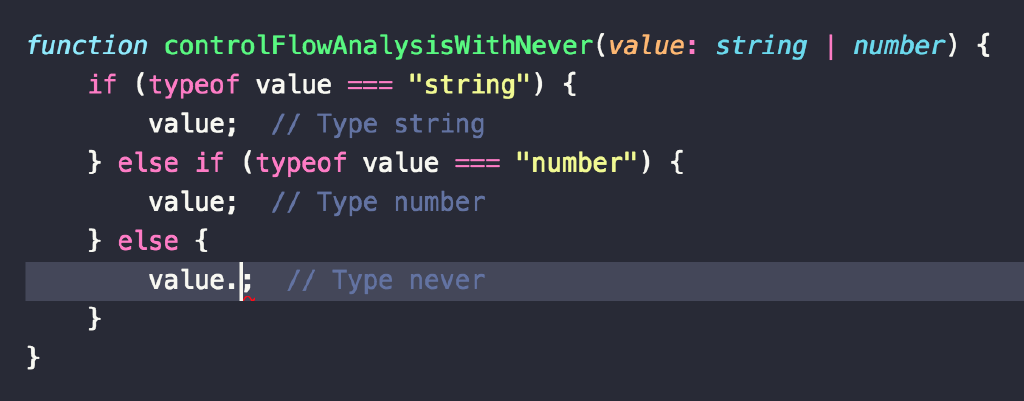 function controlFlowAnalysisWithNever(value: string | number) {
    if (typeof value === "string") {
        value;  // Type string
    } else if (typeof value === "number") {
        value;  // Type number
    } else {
        value.;  // Type never
    }
}